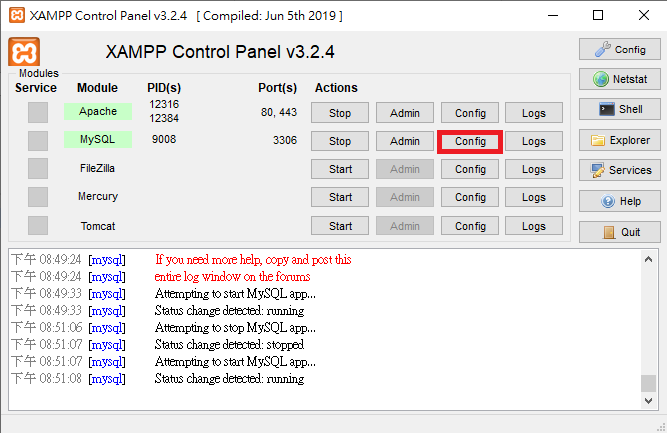 XAMPP Control Panel v3.2.4 [ Compiled: Jun 5th 2019 ]
XAMPP Control Panel v3.2.4
Config
Modules
Service Module PID(s) Port(s) Actions
Netstat
Apache 12316 12384 80, 443 Stop Admin Config Logs
Shell
MySQL 9008 3306 Stop Admin Config Logs
Explorer
FileZilla Start Admin Config Logs
Services
Mercury Start Admin Config Logs
Help
Tomcat Start Admin Config Logs
Quit
下午 08:49:24 [mysql] If you need more help, copy and post this
下午 08:49:24 [mysql] entire log window on the forums
下午 08:49:33 [mysql] Attempting to start MySQL app...
下午 08:49:33 [mysql] Status change detected: running
下午 08:51:06 [mysql] Attempting to stop MySQL app...
下午 08:51:07 [mysql] Status change detected: stopped
下午 08:51:07 [mysql] Attempting to start MySQL app...
下午 08:51:08 [mysql] Status change detected: running